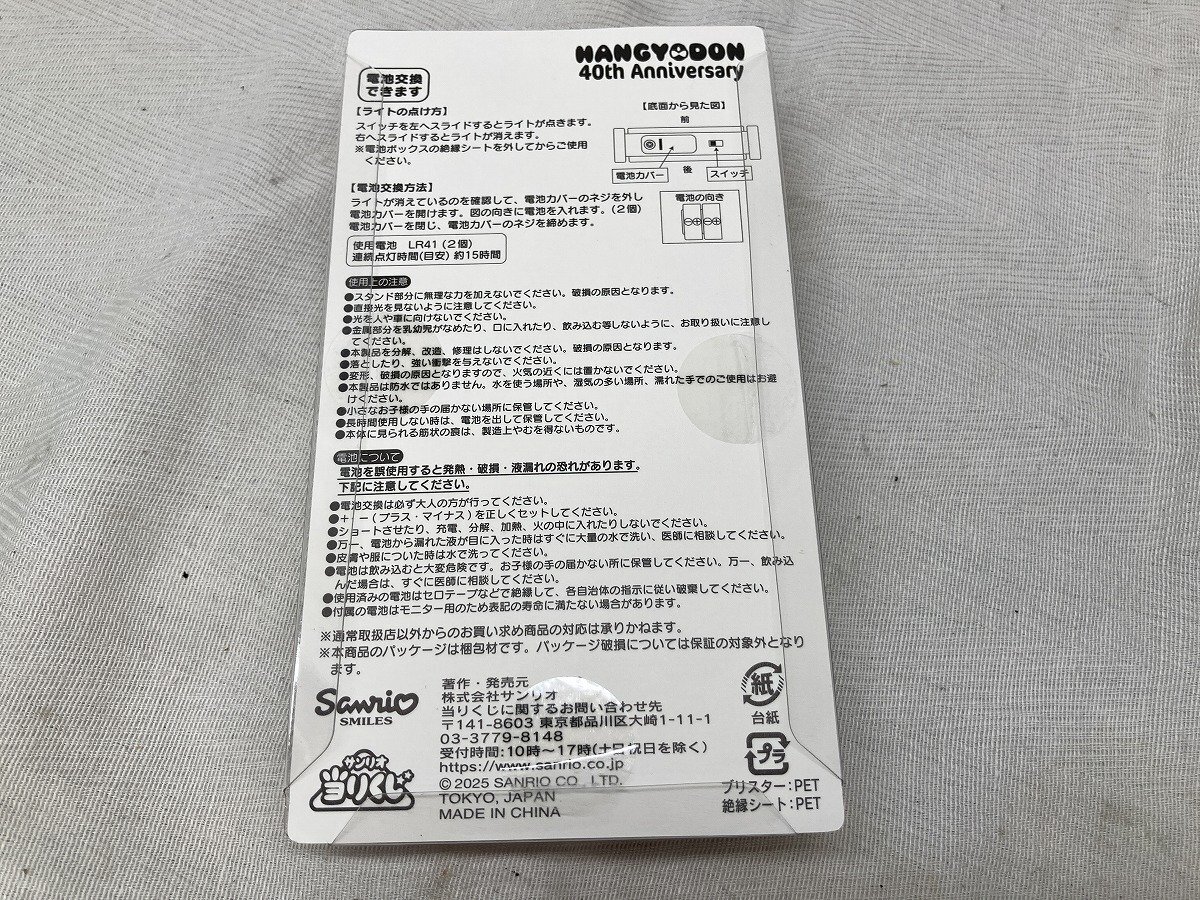 HANGYODON
40th Anniversary
電池交換
できます
【ライトの点け方】
スイッチを左へスライドするとライトが点きます。
右へスライドするとライトが消えます。
※電池ボックスの絶縁シートを外してからご使用
ください。
【底面から見た図】
前
後
電池カバー
スイッチ
【電池交換方法】
ライトが消えているのを確認して、電池カバーのネジを外し
電池カバーを開けます。図の向きに電池を入れます。(2個)
電池カバーを閉じ、電池カバーのネジを締めます。
電池の向き
⊖⊕ ⊖⊕
使用電池 LR41(2個)
連続点灯時間(目安) 約15時間
使用上の注意
●スタンド部分に無理な力を加えないでください。破損の原因となります。
●直接光を見ないように注意してください。
●光を人や車に向けないでください。
●金属部分を乳幼児がなめたり、口に入れたり、飲み込む等しないように、お取り扱いに注意し
てください。
●本製品を分解、改造、修理はしないでください。破損の原因となります。
●落としたり、強い衝撃を与えないでください。
●変形、破損の原因となりますので、火気の近くには置かないでください。
●本製品は防水ではありません。水を使う場所や、湿気の多い場所、濡れた手でのご使用はお避
けください。
●小さなお子様の手の届かない場所に保管してください。
●長時間使用しない時は、電池を出して保管してください。
●本体に見られる筋状の痕は、製造上やむを得ないものです。
電池について
電池を誤使用すると発熱・破損・液漏れの恐れがあります。
下記に注意してください。
●電池交換は必ず大人の方が行ってください。
●+・-(プラス・マイナス)を正しくセットしてください。
●ショートさせたり、充電、分解、加熱、火の中に入れたりしないでください。
●万一、電池から漏れた液が目に入った時はすぐに大量の水で洗い、医師に相談してください。
●皮膚や服についた時は水で洗ってください。
●電池は飲み込むと大変危険です。お子様の手の届かない所に保管してください。万一、飲み込
んだ場合は、すぐに医師に相談してください。
●使用済みの電池はセロテープなどで絶縁して、各自治体の指示に従い破棄してください。
●付属の電池はモニター用のため表記の寿命に満たない場合があります。
※通常取扱店以外からのお買い求め商品の対応は承りかねます。
※本商品のパッケージは梱包材です。パッケージ破損については保証の対象外となり
ます。
Sanrio
SMILES
サンリオ
当りくじ
著作・発売元
株式会社サンリオ
当りくじに関するお問い合わせ先
〒141-8603 東京都品川区大崎1-11-1
03-3779-8148
受付時間:10時〜17時(土日祝日を除く)
https://www.sanrio.co.jp
© 2025 SANRIO CO., LTD.
TOKYO, JAPAN
MADE IN CHINA
紙
台紙
プラ
ブリスター:PET
絶縁シート:PET